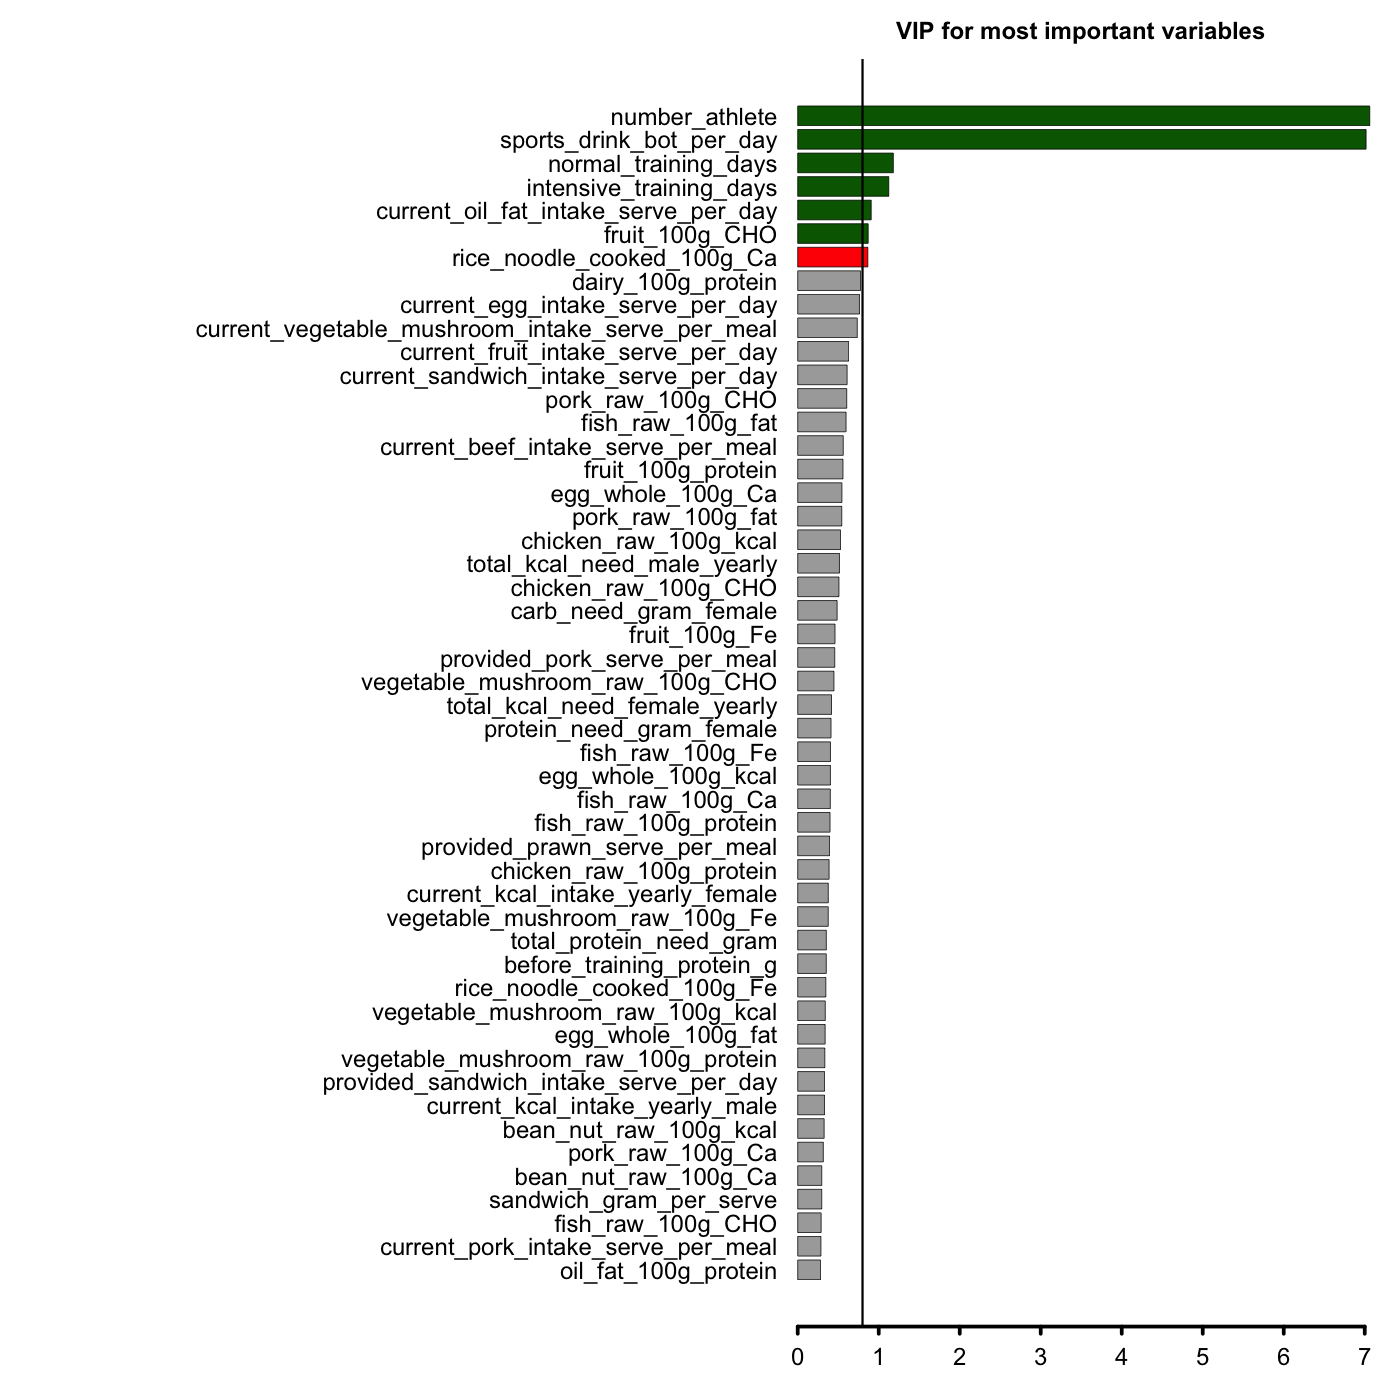 VIP for most important variables
number_athlete
sports_drink_bot_per_day
normal_training_days
intensive_training_days
current_oil_fat_intake_serve_per_day
fruit_100g_CHO
rice_noodle_cooked_100g_Ca
dairy_100g_protein
current_egg_intake_serve_per_day
current_vegetable_mushroom_intake_serve_per_meal
current_fruit_intake_serve_per_day
current_sandwich_intake_serve_per_day
pork_raw_100g_CHO
fish_raw_100g_fat
current_beef_intake_serve_per_meal
fruit_100g_protein
egg_whole_100g_Ca
pork_raw_100g_fat
chicken_raw_100g_kcal
total_kcal_need_male_yearly
chicken_raw_100g_CHO
carb_need_gram_female
fruit_100g_Fe
provided_pork_serve_per_meal
vegetable_mushroom_raw_100g_CHO
total_kcal_need_female_yearly
protein_need_gram_female
fish_raw_100g_Fe
egg_whole_100g_kcal
fish_raw_100g_Ca
fish_raw_100g_protein
provided_prawn_serve_per_meal
chicken_raw_100g_protein
current_kcal_intake_yearly_female
vegetable_mushroom_raw_100g_Fe
total_protein_need_gram
before_training_protein_g
rice_noodle_cooked_100g_Fe
vegetable_mushroom_raw_100g_kcal
egg_whole_100g_fat
vegetable_mushroom_raw_100g_protein
provided_sandwich_intake_serve_per_day
current_kcal_intake_yearly_male
bean_nut_raw_100g_kcal
pork_raw_100g_Ca
bean_nut_raw_100g_Ca
sandwich_gram_per_serve
fish_raw_100g_CHO
current_pork_intake_serve_per_meal
oil_fat_100g_protein
0 1 2 3 4 5 6 7